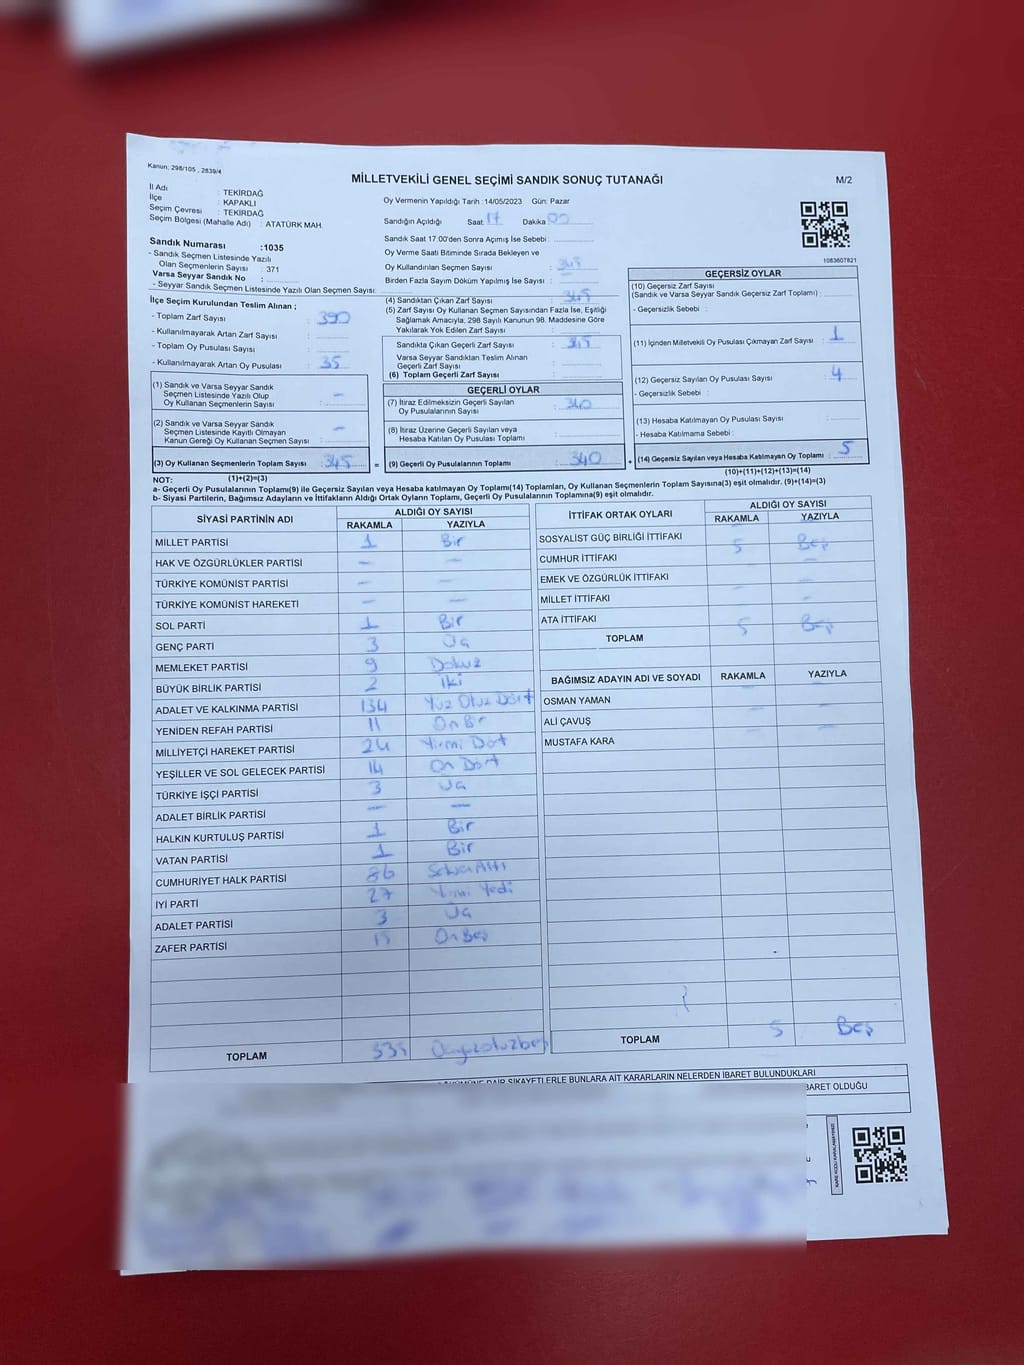 Kanun: 298/105 , 2839/4
MİLLETVEKİLİ GENEL SEÇİMİ SANDIK SONUÇ TUTANAĞI
M/2
İl Adı : TEKİRDAĞ
İlçe : KAPAKLI
Seçim Çevresi : TEKİRDAĞ
Seçim Bölgesi (Mahalle Adı) : ATATÜRK MAH.
Sandık Numarası :1035
- Sandık Seçmen Listesinde Yazılı
Olan Seçmenlerin Sayısı : 371
Varsa Seyyar Sandık No :
- Seyyar Sandık Seçmen Listesinde Yazılı Olan Seçmen Sayısı:
Oy Vermenin Yapıldığı Tarih :14/05/2023 Gün: Pazar
Sandığın Açıldığı Saat 17 Dakika 00
Sandık Saat 17.00'den Sonra Açımış İse Sebebi :
Oy Verme Saati Bitiminde Sırada Bekleyen ve
Oy Kullandırılan Seçmen Sayısı : 345
Birden Fazla Sayım Döküm Yapılmış İse Sayısı :
1083607821
İlçe Seçim Kurulundan Teslim Alınan ;
- Toplam Zarf Sayısı : 390
- Kullanılmayarak Artan Zarf Sayısı :
- Toplam Oy Pusulası Sayısı :
- Kullanılmayarak Artan Oy Pusulası : 35
(4) Sandıktan Çıkan Zarf Sayısı : 345
(5) Zarf Sayısı Oy Kullanan Seçmen Sayısından Fazla İse, Eşitliği
Sağlamak Amacıyla; 298 Sayılı Kanunun 98. Maddesine Göre
Yakılarak Yok Edilen Zarf Sayısı :
Sandıkta Çıkan Geçerli Zarf Sayısı : 345
Varsa Seyyar Sandıktan Teslim Alınan
Geçerli Zarf Sayısı :
(6) Toplam Geçerli Zarf Sayısı :
GEÇERSİZ OYLAR
(10) Geçersiz Zarf Sayısı
(Sandık ve Varsa Seyyar Sandık Geçersiz Zarf Toplamı) :
- Geçersizlik Sebebi :
(11) İçinden Milletvekili Oy Pusulası Çıkmayan Zarf Sayısı : 1
(12) Geçersiz Sayılan Oy Pusulası Sayısı : 4
- Geçersizlik Sebebi :
(13) Hesaba Katılmayan Oy Pusulası Sayısı :
- Hesaba Katılmama Sebebi :
(14) Geçersiz Sayılan veya Hesaba Katılmayan Oy Toplamı : 5
(10)+(11)+(12)+(13)=(14)
(1) Sandık ve Varsa Seyyar Sandık
Seçmen Listesinde Yazılı Olup
Oy Kullanan Seçmenlerin Sayısı : -
(2) Sandık ve Varsa Seyyar Sandık
Seçmen Listesinde Kayıtlı Olmayan
Kanun Gereği Oy Kullanan Seçmen Sayısı : -
(3) Oy Kullanan Seçmenlerin Toplam Sayısı : 345
(1)+(2)=(3)
GEÇERLİ OYLAR
(7) İtiraz Edilmeksizin Geçerli Sayılan
Oy Pusulalarının Sayısı : 340
(8) İtiraz Üzerine Geçerli Sayılan veya
Hesaba Katılan Oy Pusulası Toplamı :
(9) Geçerli Oy Pusulalarının Toplamı : 340
NOT:
a- Geçerli Oy Pusulalarının Toplamı(9) ile Geçersiz Sayılan veya Hesaba katılmayan Oy Toplamı(14) Toplamları, Oy Kullanan Seçmenlerin Toplam Sayısına(3) eşit olmalıdır. (9)+(14)=(3)
b- Siyasi Partilerin, Bağımsız Adayların ve İttifakların Aldığı Ortak Oyların Toplamı, Geçerli Oy Pusulalarının Toplamına(9) eşit olmalıdır.
SİYASİ PARTİNİN ADI ALDIĞI OY SAYISI
RAKAMLA YAZIYLA
MİLLET PARTİSİ 1 Bir
HAK VE ÖZGÜRLÜKLER PARTİSİ - -
TÜRKİYE KOMÜNİST PARTİSİ - -
TÜRKİYE KOMÜNİST HAREKETİ - -
SOL PARTİ 1 Bir
GENÇ PARTİ 3 Üç
MEMLEKET PARTİSİ 9 Dokuz
BÜYÜK BİRLİK PARTİSİ 2 İki
ADALET VE KALKINMA PARTİSİ 134 Yüz Otuz Dört
YENİDEN REFAH PARTİSİ 11 On Bir
MİLLİYETÇİ HAREKET PARTİSİ 24 Yirmi Dört
YEŞİLLER VE SOL GELECEK PARTİSİ 14 On Dört
TÜRKİYE İŞÇİ PARTİSİ 3 Üç
ADALET BİRLİK PARTİSİ - -
HALKIN KURTULUŞ PARTİSİ 1 Bir
VATAN PARTİSİ 1 Bir
CUMHURİYET HALK PARTİSİ 86 Seksen Altı
İYİ PARTİ 27 Yirmi Yedi
ADALET PARTİSİ 3 Üç
ZAFER PARTİSİ 15 On Beş
TOPLAM 335 Üçyüzotuzbeş
İTTİFAK ORTAK OYLARI ALDIĞI OY SAYISI
RAKAMLA YAZIYLA
SOSYALİST GÜÇ BİRLİĞİ İTTİFAKI
CUMHUR İTTİFAKI 5 Beş
EMEK VE ÖZGÜRLÜK İTTİFAKI -
MİLLET İTTİFAKI - -
ATA İTTİFAKI - -
TOPLAM 5 Beş
BAĞIMSIZ ADAYIN ADI VE SOYADI RAKAMLA YAZIYLA
OSMAN YAMAN - -
ALİ ÇAVUŞ - -
MUSTAFA KARA - -
TOPLAM 5 Beş
DAİR ŞİKAYETLERLE BUNLARA AİT KARARLARIN NELERDEN İBARET BULUNDUKLARI
OLDUĞU